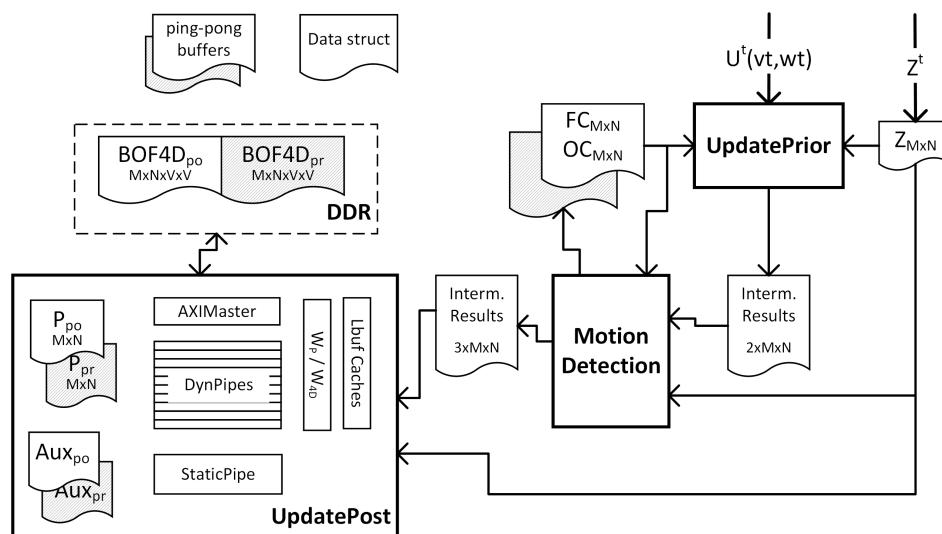 ping-pong
buffers
Data struct
U^t(vt,wt)
Z^t
BOF4D_po
MxNxVxV
BOF4D_pr
MxNxVxV
DDR
FC_MxN
OC_MxN
UpdatePrior
Z_MxN
P_po
MxN
P_pr
MxN
Aux_po
Aux_pr
AXIMaster
DynPipes
StaticPipe
W_P / W_4D
Lbuf Caches
UpdatePost
Interm.
Results
3xMxN
Motion
Detection
Interm.
Results
2xMxN